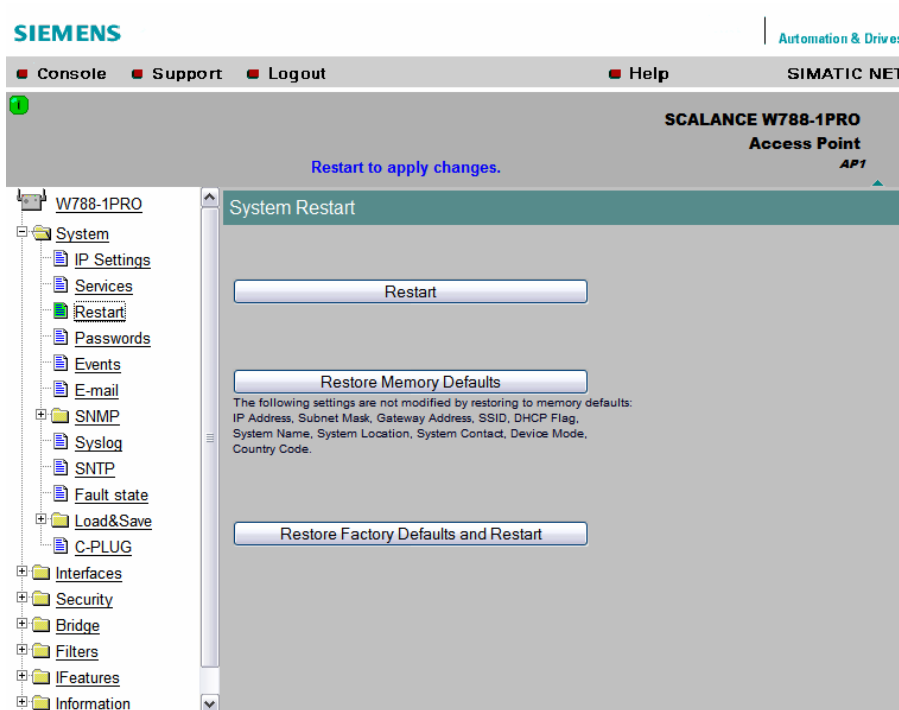 SIEMENS
Automation & Drives
Console Support Logout Help SIMATIC NET
SCALANCE W788-1PRO
Access Point
AP1
Restart to apply changes.
W788-1PRO
System
IP Settings
Services
Restart
Passwords
Events
E-mail
SNMP
Syslog
SNTP
Fault state
Load&Save
C-PLUG
Interfaces
Security
Bridge
Filters
IFeatures
Information
System Restart
Restart
Restore Memory Defaults
The following settings are not modified by restoring to memory defaults:
IP Address, Subnet Mask, Gateway Address, SSID, DHCP Flag,
System Name, System Location, System Contact, Device Mode,
Country Code.
Restore Factory Defaults and Restart